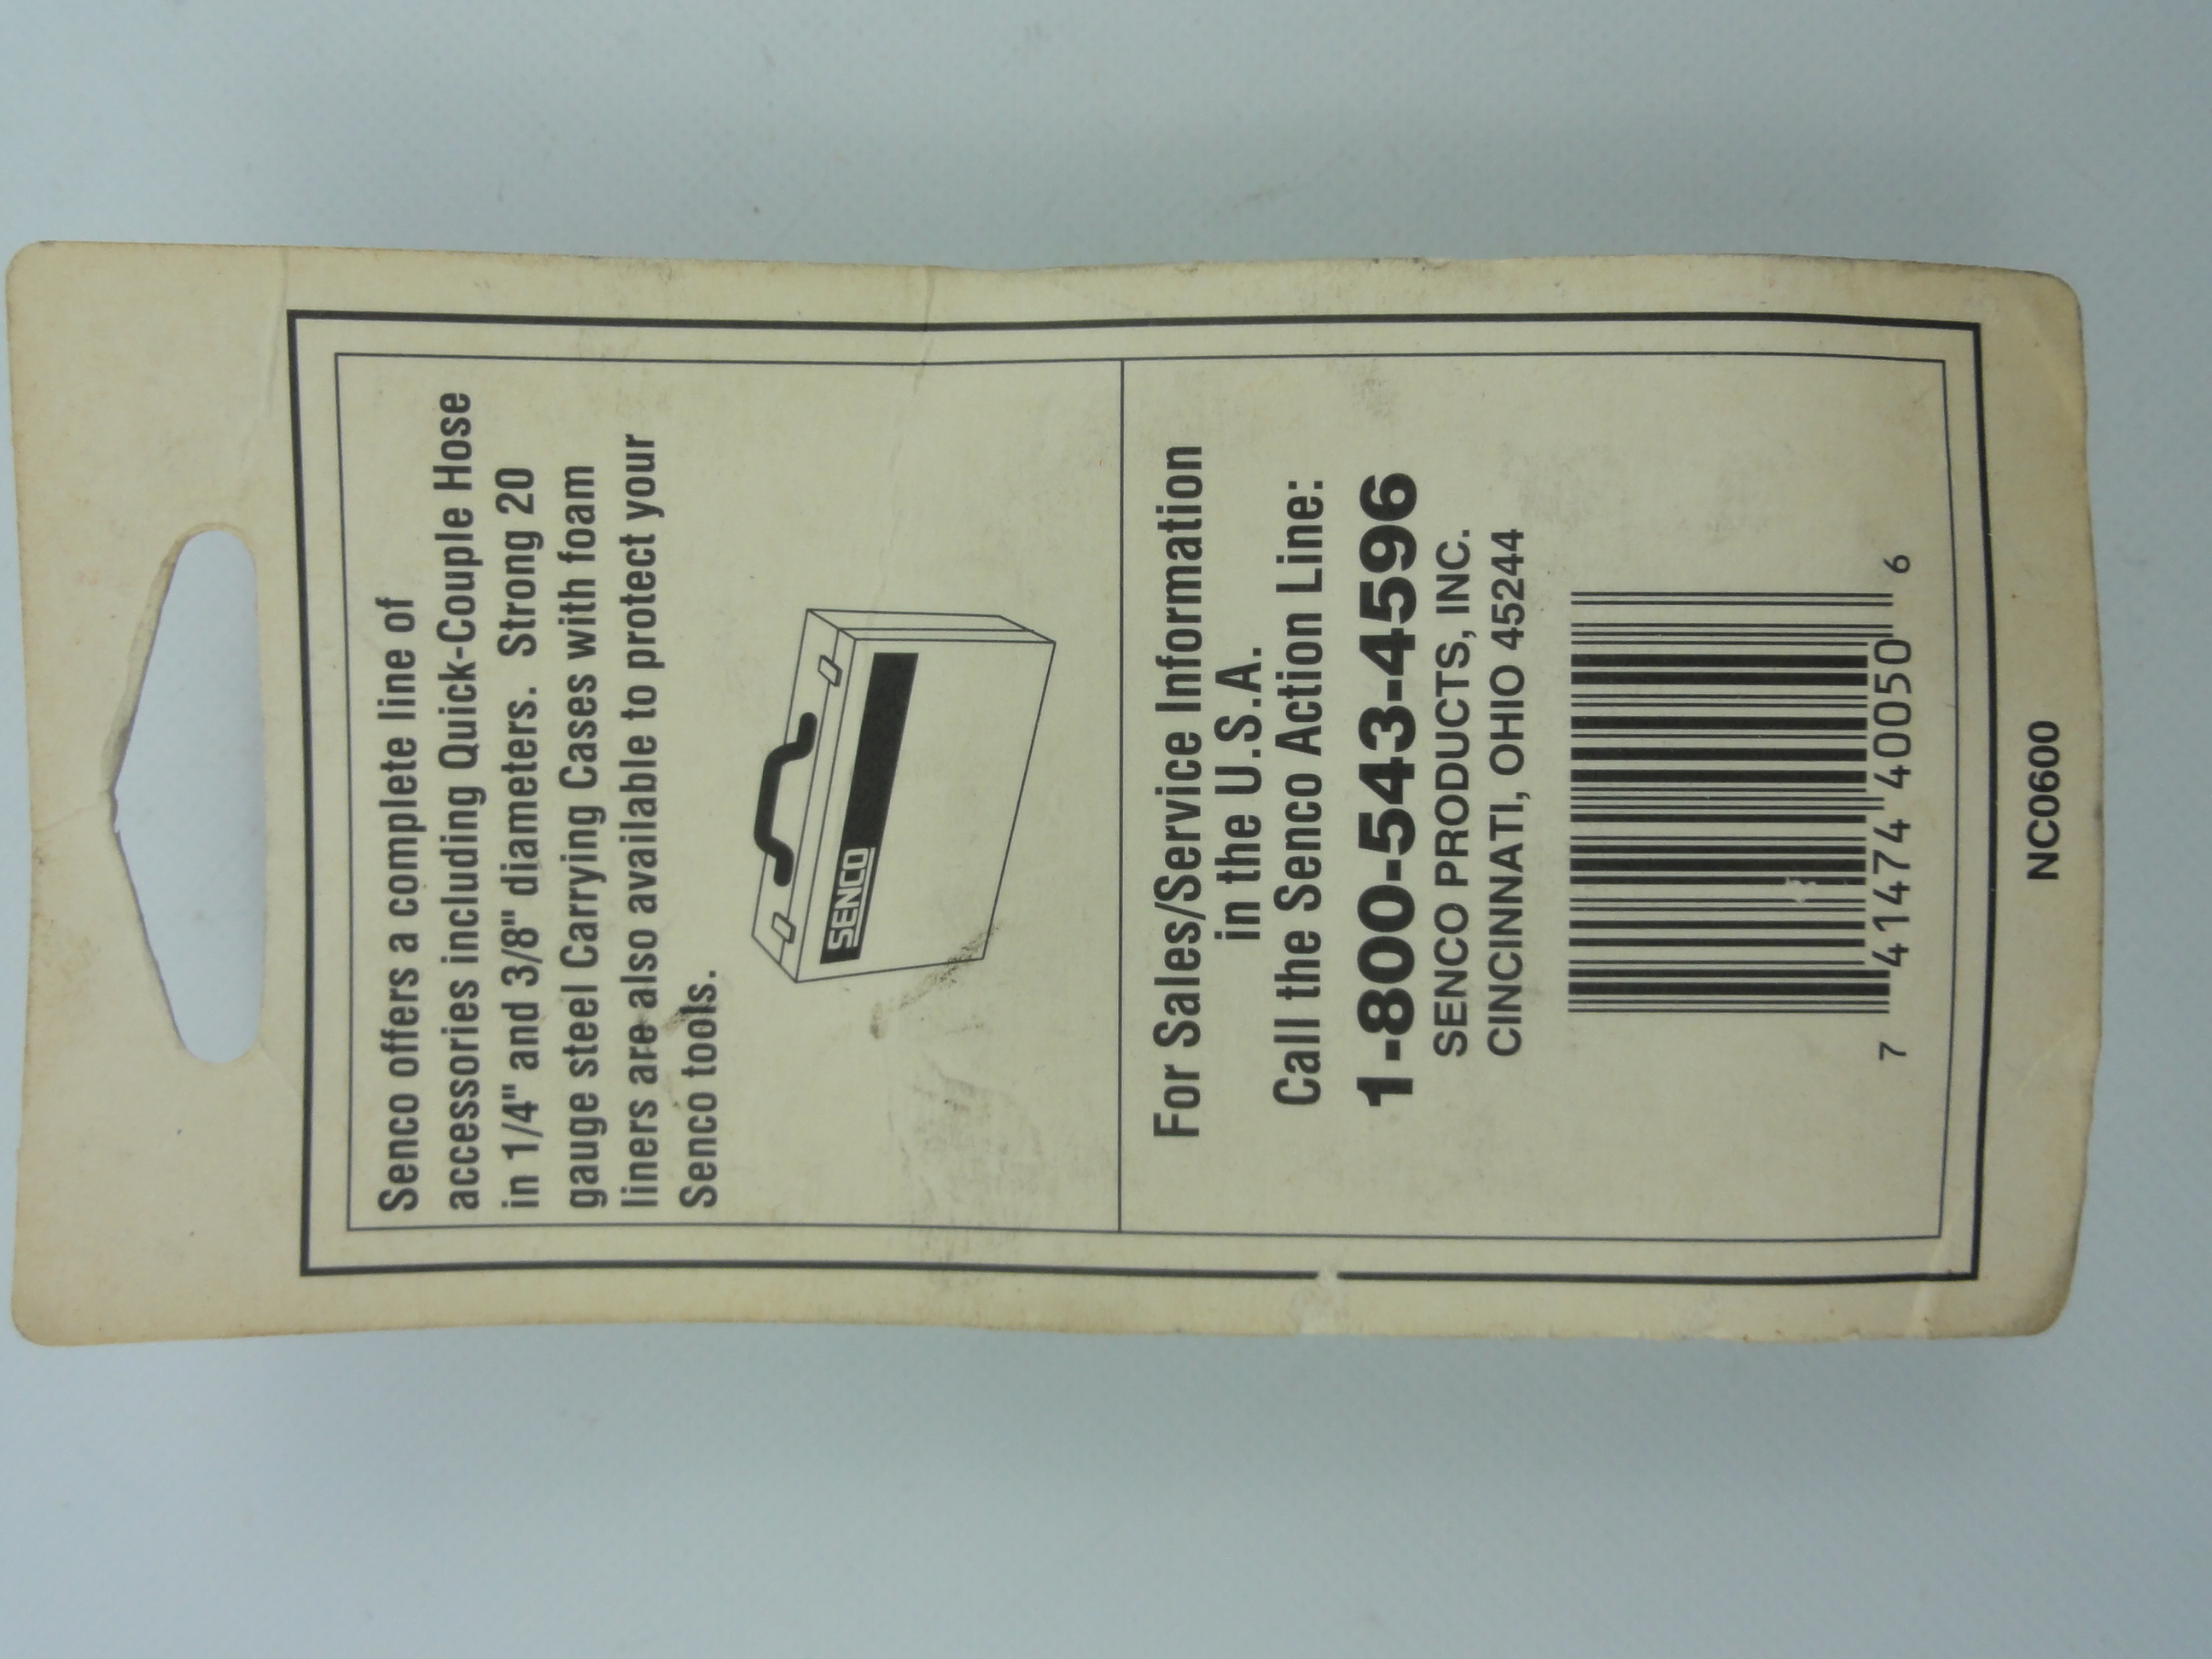 Senco offers a complete line of
accessories including Quick-Couple Hose
in 1/4" and 3/8" diameters. Strong 20
gauge steel Carrying Cases with foam
liners are also available to protect your
Senco tools.
SENCO
For Sales/Service Information
in the U.S.A.
Call the Senco Action Line:
1-800-543-4596
SENCO PRODUCTS, INC.
CINCINNATI, OHIO 45244
7 41474 40050 6
NC0600